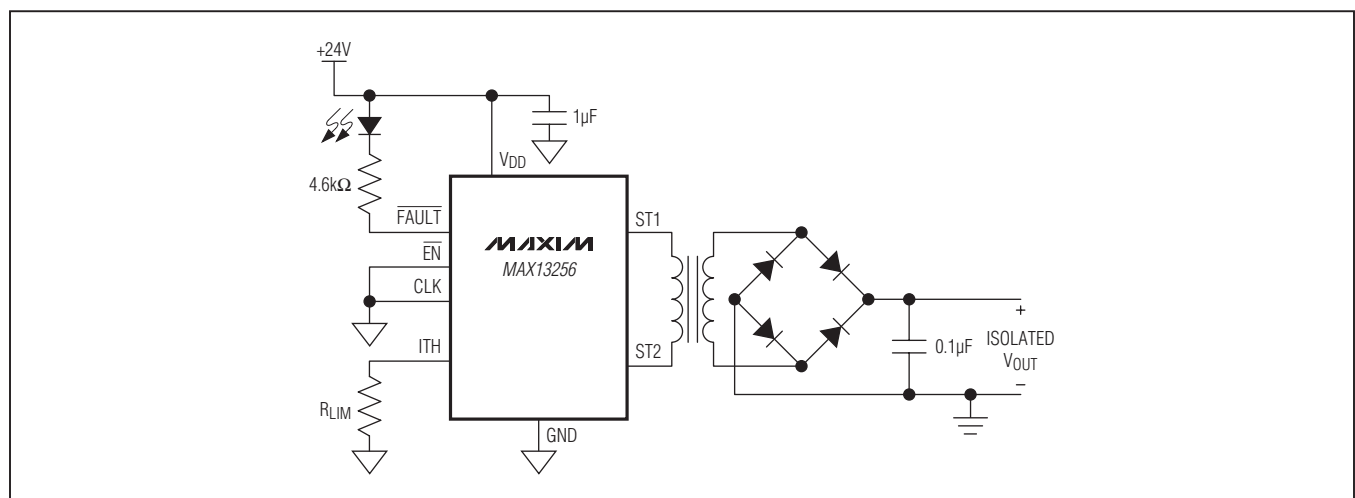 +24V
1µF
VDD
4.6kΩ
FAULT
ST1
MAXIM
EN
MAX13256
CLK
+
ISOLATED
VOUT
0.1µF
ITH
ST2
−
RLIM
GND